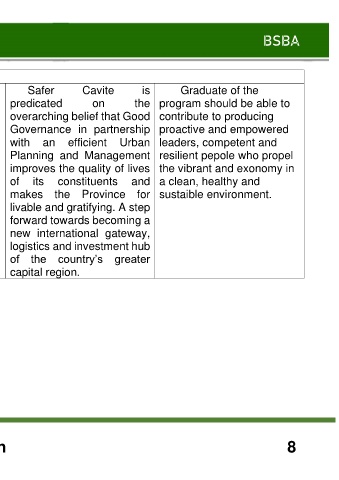 BSBA
Safer Cavite is
predicated on the
overarching belief that Good
Governance in partnership
with an efficient Urban
Planning and Management
improves the quality of lives
of its constituents and
makes the Province for
livable and gratifying. A step
forward towards becoming a
new international gateway,
logistics and investment hub
of the country's greater
capital region.
Graduate of the
program should be able to
contribute to producing
proactive and empowered
leaders, competent and
resilient pepole who propel
the vibrant and exonomy in
a clean, healthy and
sustaible environment.
n
8